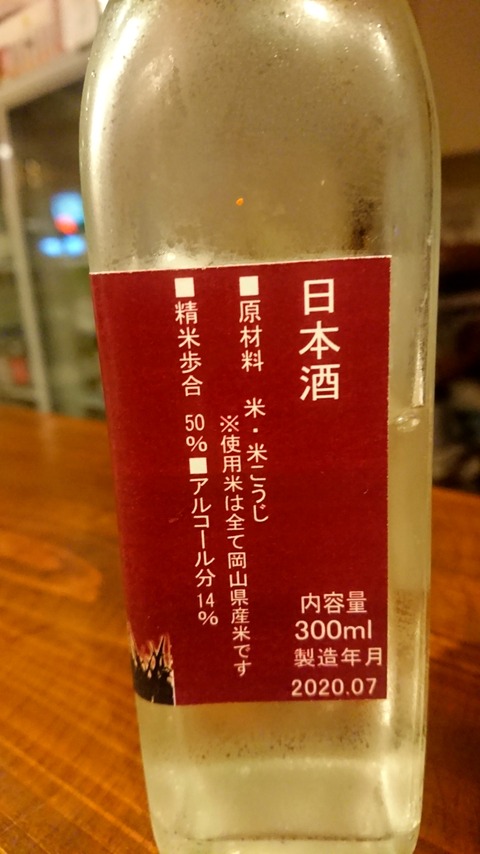 日本酒
■原材料 米・米こうじ
※使用米は全て岡山県産米です
■精米歩合 50%■アルコール分14%
内容量
300ml
製造年月
2020.07